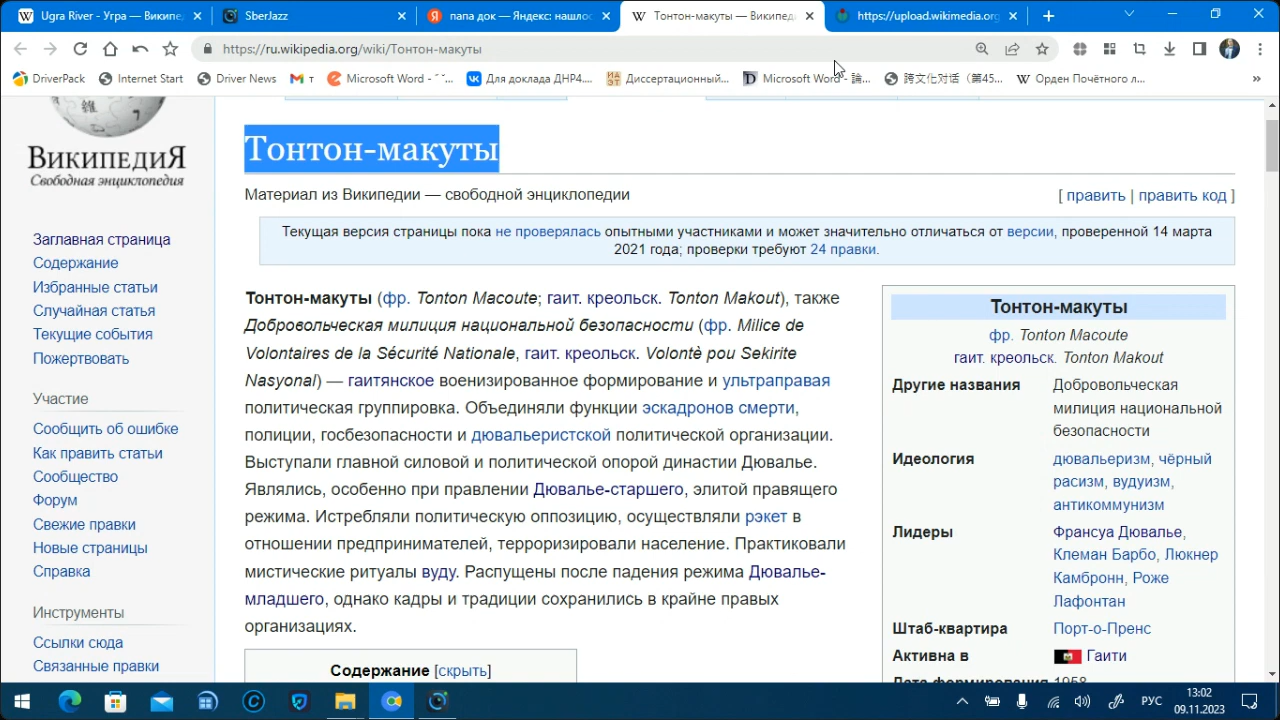 Ugra River - Угра — Википе
SberJazz
папа док — Яндекс: нашлос
Тонтон-макуты — Википед
https://upload.wikimedia.org
https://ru.wikipedia.org/wiki/Тонтон-макуты
DriverPack
Internet Start
Driver News
т
Microsoft Word - ˉ ˇ...
Для доклада ДНР4....
Диссертационный...
Microsoft Word - 論...
跨文化对话（第45...
Орден Почётного л...
»
ВИКИПЕДИЯ
Свободная энциклопедия
Заглавная страница
Содержание
Избранные статьи
Случайная статья
Текущие события
Пожертвовать
Участие
Сообщить об ошибке
Как править статьи
Сообщество
Форум
Свежие правки
Новые страницы
Справка
Инструменты
Ссылки сюда
Связанные правки
Тонтон-макуты
Материал из Википедии — свободной энциклопедии
[ править | править код ]
Текущая версия страницы пока не проверялась опытными участниками и может значительно отличаться от версии, проверенной 14 марта
2021 года; проверки требуют 24 правки.
Тонтон-макуты (фр. Tonton Macoute; гаит. креольск. Tonton Makout), также
Добровольческая милиция национальной безопасности (фр. Milice de
Volontaires de la Sécurité Nationale, гаит. креольск. Volontè pou Sekirite
Nasyonal) — гаитянское военизированное формирование и ультраправая
политическая группировка. Объединяли функции эскадронов смерти,
полиции, госбезопасности и дювальеристской политической организации.
Выступали главной силовой и политической опорой династии Дювалье.
Являлись, особенно при правлении Дювалье-старшего, элитой правящего
режима. Истребляли политическую оппозицию, осуществляли рэкет в
отношении предпринимателей, терроризировали население. Практиковали
мистические ритуалы вуду. Распущены после падения режима Дювалье-
младшего, однако кадры и традиции сохранились в крайне правых
организациях.
Содержание [скрыть]
Тонтон-макуты
фр. Tonton Macoute
гаит. креольск. Tonton Makout
Другие названия Добровольческая
милиция национальной
безопасности
Идеология дювальеризм, чёрный
расизм, вудуизм,
антикоммунизм
Лидеры Франсуа Дювалье,
Клеман Барбо, Люкнер
Камбронн, Роже
Лафонтан
Штаб-квартира Порт-о-Пренс
Активна в Гаити
Дата формирования 1958
РУС
13:02
09.11.2023